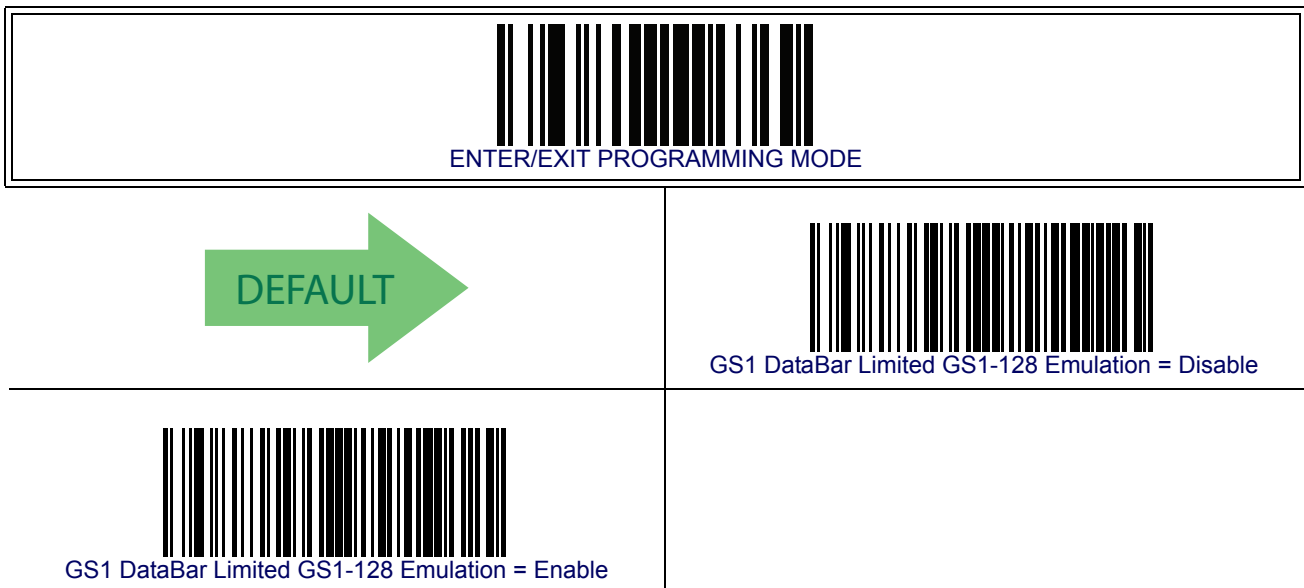 ENTER/EXIT PROGRAMMING MODE
DEFAULT
GS1 DataBar Limited GS1-128 Emulation = Disable
GS1 DataBar Limited GS1-128 Emulation = Enable